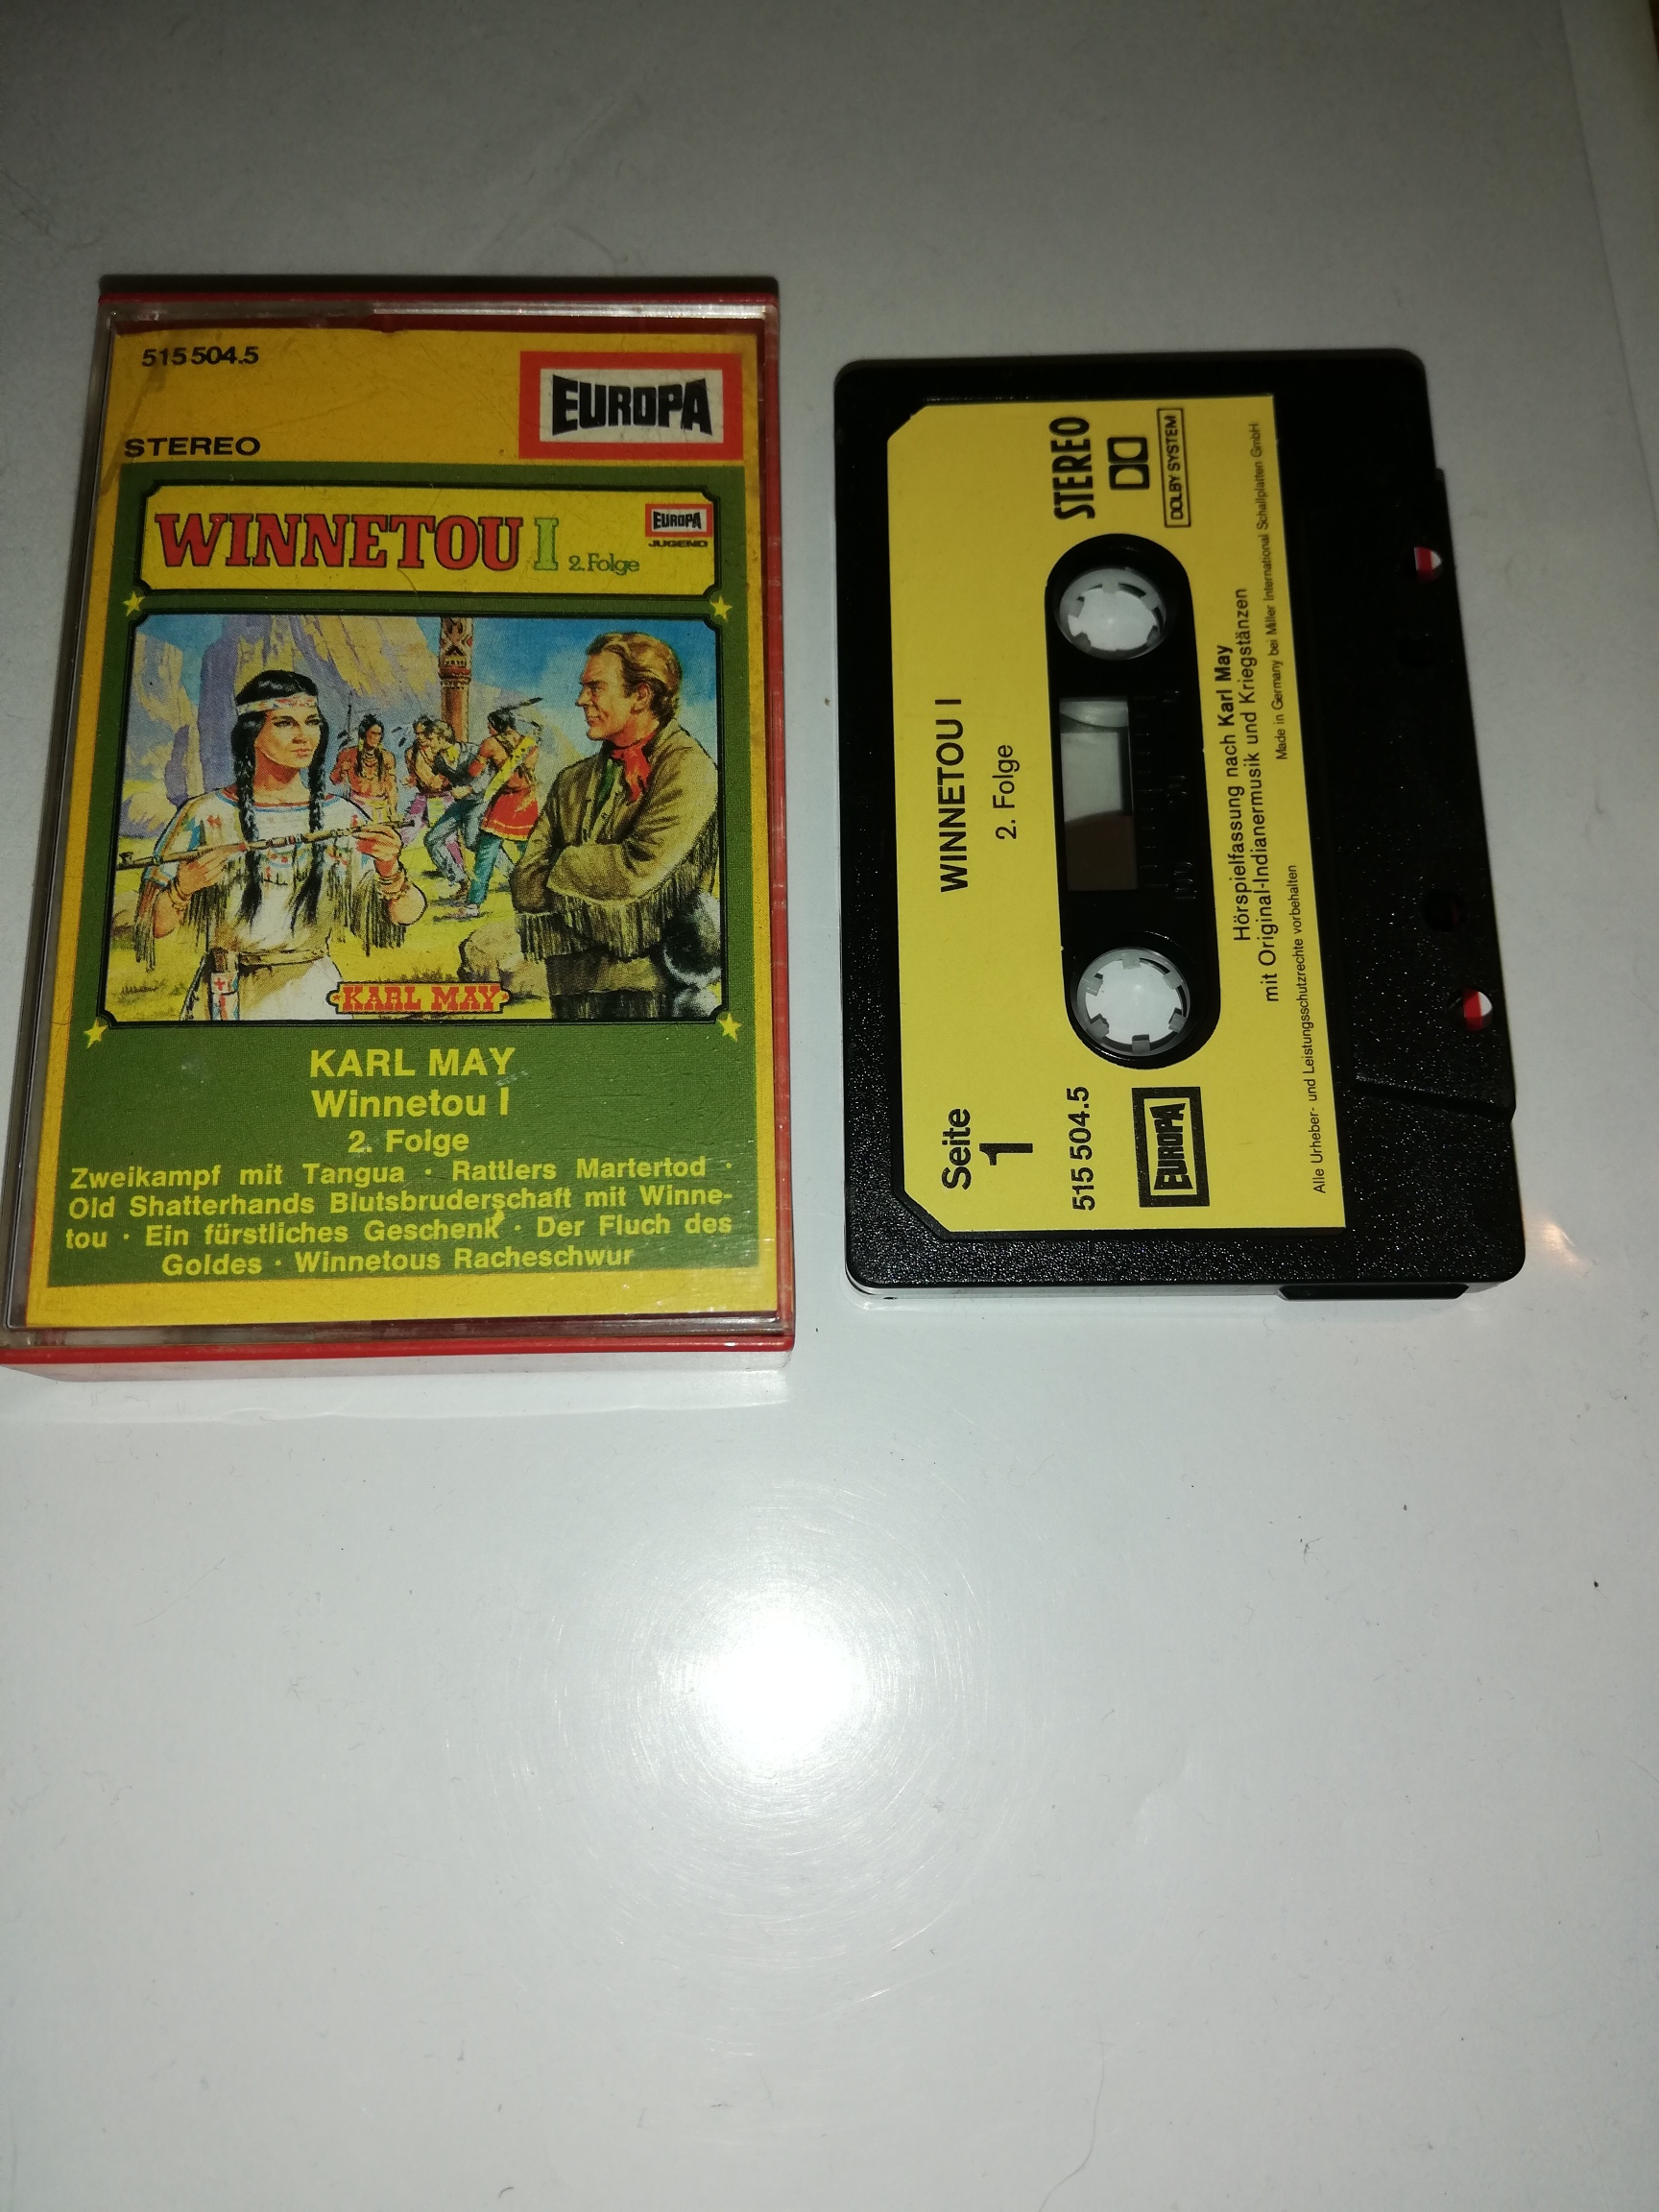 515 504.5
EUROPA
STEREO
WINNETOU I 2. Folge
EUROPA
JUGEND
KARL MAY
KARL MAY
Winnetou I
2. Folge
Zweikampf mit Tangua · Rattlers Martertod ·
Old Shatterhands Blutsbruderschaft mit Winne-
tou · Ein fürstliches Geschenk · Der Fluch des
Goldes · Winnetous Racheschwur
Seite
1
WINNETOU I
2. Folge
STEREO
DOLBY SYSTEM
515 504.5
EUROPA
Hörspielfassung nach Karl May
mit Original-Indianermusik und Kriegstänzen
Made in Germany bei Miller International Schallplatten GmbH
Alle Urheber- und Leistungsschutzrechte vorbehalten